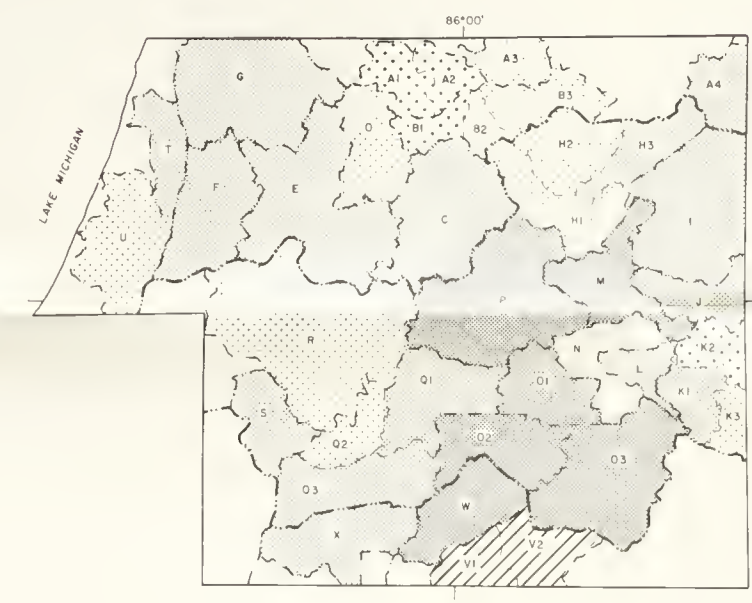 86°00'
A3
G
A1
A2
A4
B3
O
B1
B2
H2
H3
LAKE MICHIGAN
T
F
E
C
H1
I
U
M
P
J
R
N
K2
L
Q1
O1
K1
S
K3
O2
Q2
O3
Q3
W
X
V2
V1